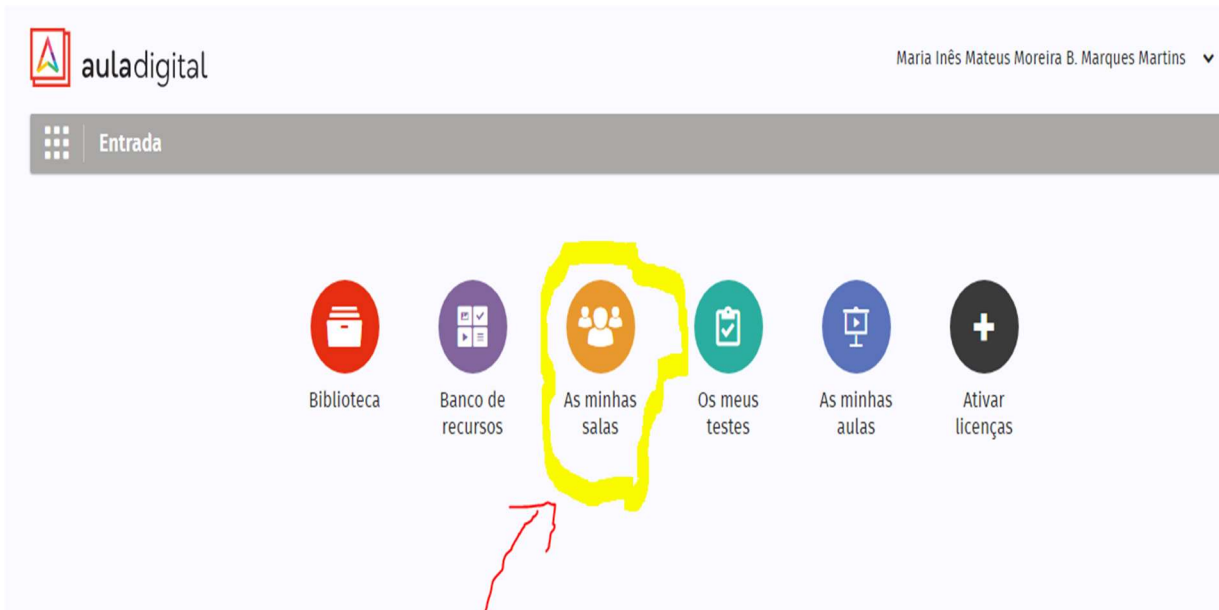 auladigital
Maria Inês Mateus Moreira B. Marques Martins
Entrada
Biblioteca
Banco de
recursos
As minhas
salas
Os meus
testes
As minhas
aulas
Ativar
licenças